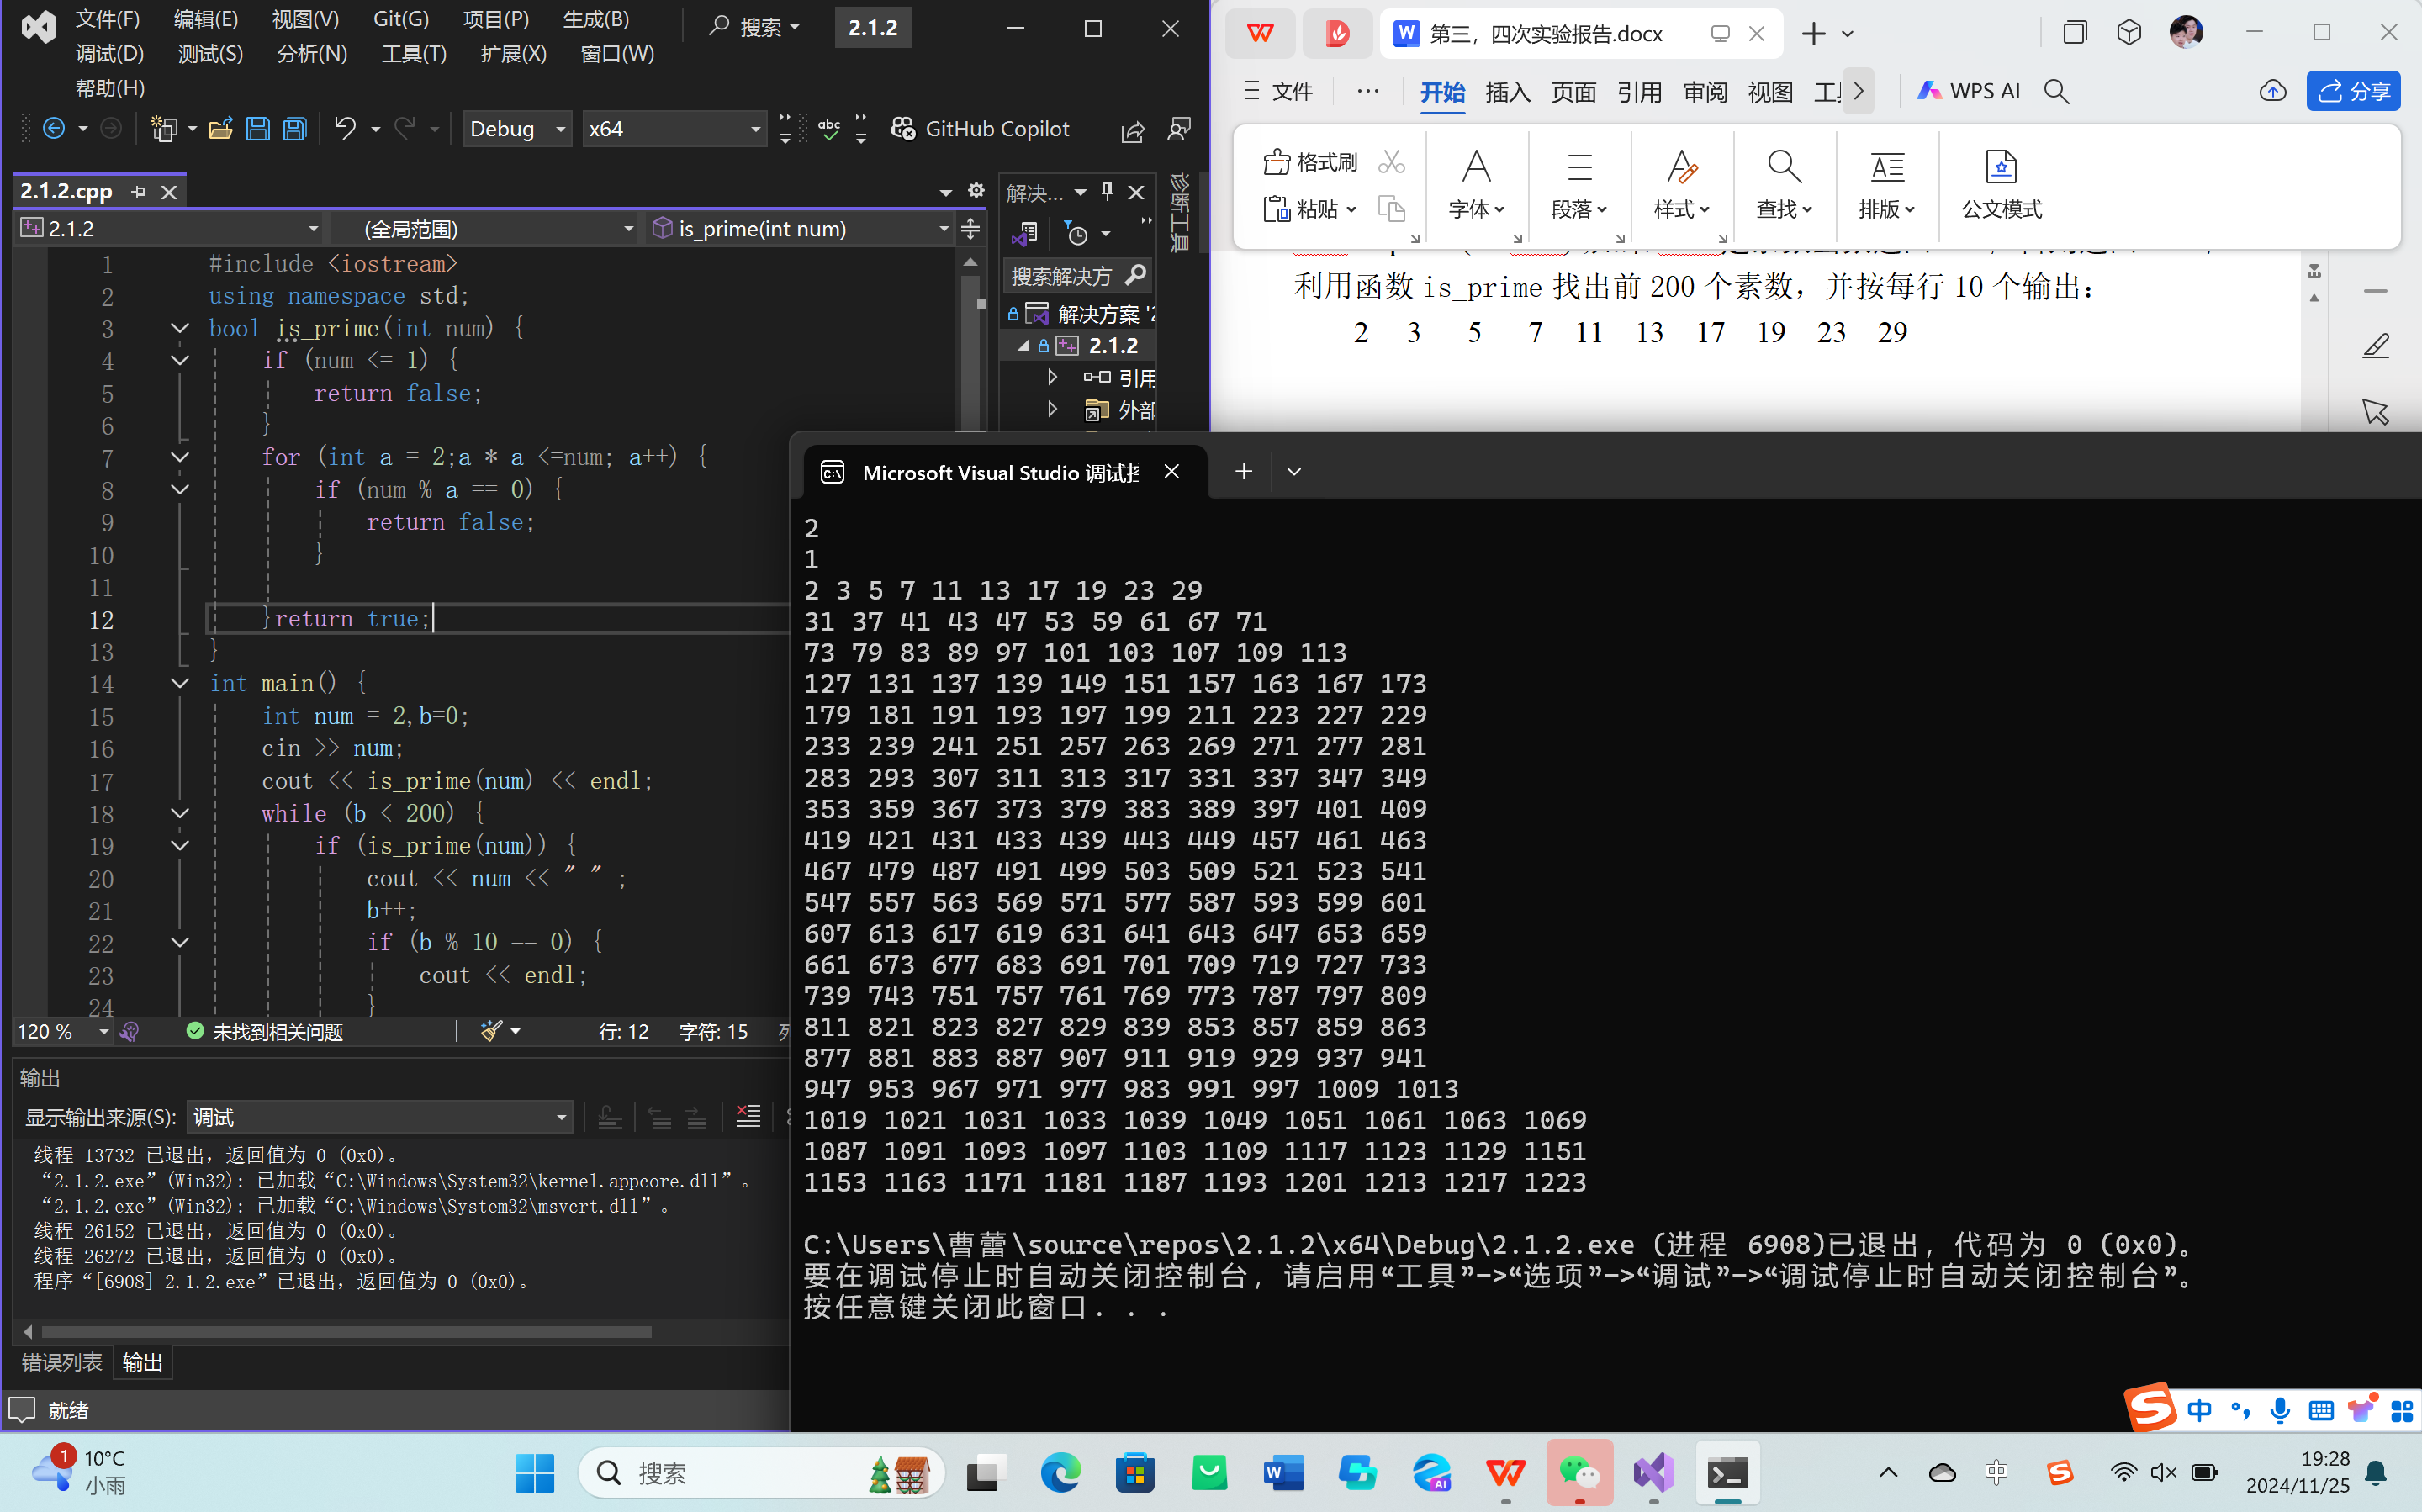 文件(F) 编辑(E) 视图(V) Git(G) 项目(P) 生成(B)
调试(D) 测试(S) 分析(N) 工具(T) 扩展(X) 窗口(W)
帮助(H)
搜索
2.1.2
Debug
x64
abc
GitHub Copilot
2.1.2.cpp
2.1.2
(全局范围)
is_prime(int num)
1 #include <iostream>
2 using namespace std;
3 bool is_prime(int num) {
4 if (num <= 1) {
5 return false;
6 }
7 for (int a = 2;a * a <=num; a++) {
8 if (num % a == 0) {
9 return false;
10 }
11
12 }return true;
13 }
14 int main() {
15 int num = 2,b=0;
16 cin >> num;
17 cout << is_prime(num) << endl;
18 while (b < 200) {
19 if (is_prime(num)) {
20 cout << num << " " ;
21 b++;
22 if (b % 10 == 0) {
23 cout << endl;
24 }
120 %
未找到相关问题
行: 12
字符: 15
解决...
诊断工具
搜索解决方
解决方案 '2
2.1.2
引用
外部
输出
显示输出来源(S):
调试
线程 13732 已退出，返回值为 0 (0x0)。
“2.1.2.exe”(Win32): 已加载“C:\Windows\System32\kernel.appcore.dll”。
“2.1.2.exe”(Win32): 已加载“C:\Windows\System32\msvcrt.dll”。
线程 26152 已退出，返回值为 0 (0x0)。
线程 26272 已退出，返回值为 0 (0x0)。
程序“[6908] 2.1.2.exe”已退出，返回值为 0 (0x0)。
错误列表
输出
就绪
第三，四次实验报告.docx
文件
开始 插入 页面 引用 审阅 视图
WPS AI
分享
格式刷
粘贴
字体
段落
样式
查找
排版
公文模式
利用函数 is_prime 找出前 200 个素数，并按每行 10 个输出：
2 3 5 7 11 13 17 19 23 29
Microsoft Visual Studio 调试控
2
1
2 3 5 7 11 13 17 19 23 29
31 37 41 43 47 53 59 61 67 71
73 79 83 89 97 101 103 107 109 113
127 131 137 139 149 151 157 163 167 173
179 181 191 193 197 199 211 223 227 229
233 239 241 251 257 263 269 271 277 281
283 293 307 311 313 317 331 337 347 349
353 359 367 373 379 383 389 397 401 409
419 421 431 433 439 443 449 457 461 463
467 479 487 491 499 503 509 521 523 541
547 557 563 569 571 577 587 593 599 601
607 613 617 619 631 641 643 647 653 659
661 673 677 683 691 701 709 719 727 733
739 743 751 757 761 769 773 787 797 809
811 821 823 827 829 839 853 857 859 863
877 881 883 887 907 911 919 929 937 941
947 953 967 971 977 983 991 997 1009 1013
1019 1021 1031 1033 1039 1049 1051 1061 1063 1069
1087 1091 1093 1097 1103 1109 1117 1123 1129 1151
1153 1163 1171 1181 1187 1193 1201 1213 1217 1223
C:\Users\曹蕾\source\repos\2.1.2\x64\Debug\2.1.2.exe (进程 6908)已退出，代码为 0 (0x0)。
要在调试停止时自动关闭控制台，请启用“工具”->“选项”->“调试”->“调试停止时自动关闭控制台”。
按任意键关闭此窗口. . .
中
1
10°C
小雨
搜索
中
19:28
2024/11/25